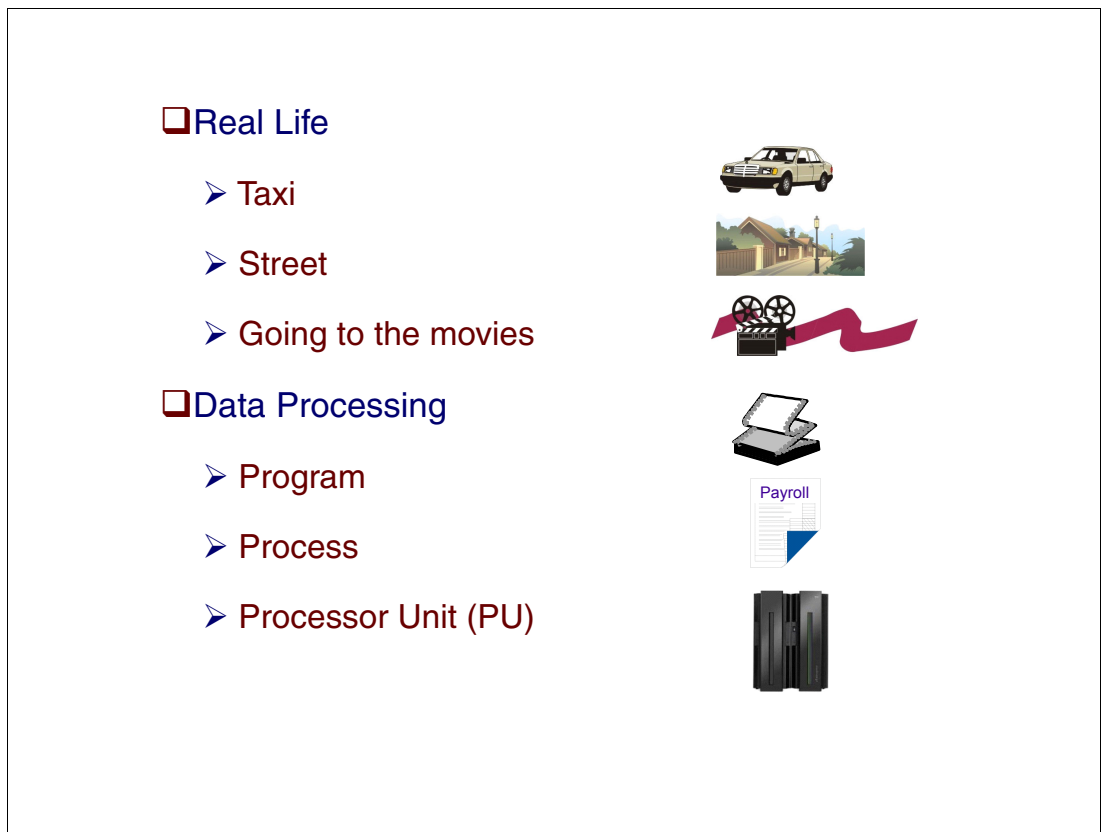 Real Life
Taxi
Street
Going to the movies
Data Processing
Program
Payroll
Process
Processor Unit (PU)